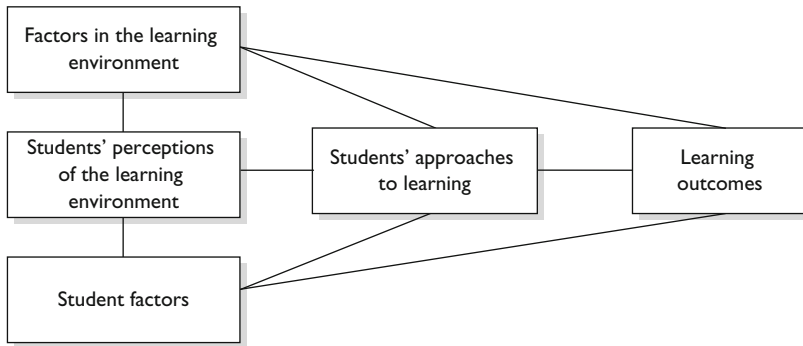 Factors in the learning
environment
Students’ perceptions
of the learning
environment
Students’ approaches
to learning
Learning
outcomes
Student factors